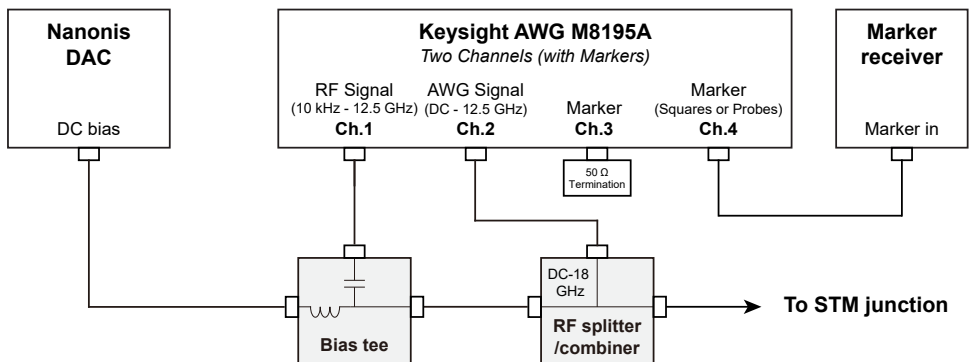 Nanonis
DAC
DC bias
Keysight AWG M8195A
Two Channels (with Markers)
RF Signal
(10 kHz - 12.5 GHz)
Ch.1
AWG Signal
(DC - 12.5 GHz)
Ch.2
Marker
Ch.3
Marker
(Squares or Probes)
Ch.4
Marker
receiver
Marker in
50 Ω
Termination
Bias tee
DC-18
GHz
RF splitter
/combiner
To STM junction